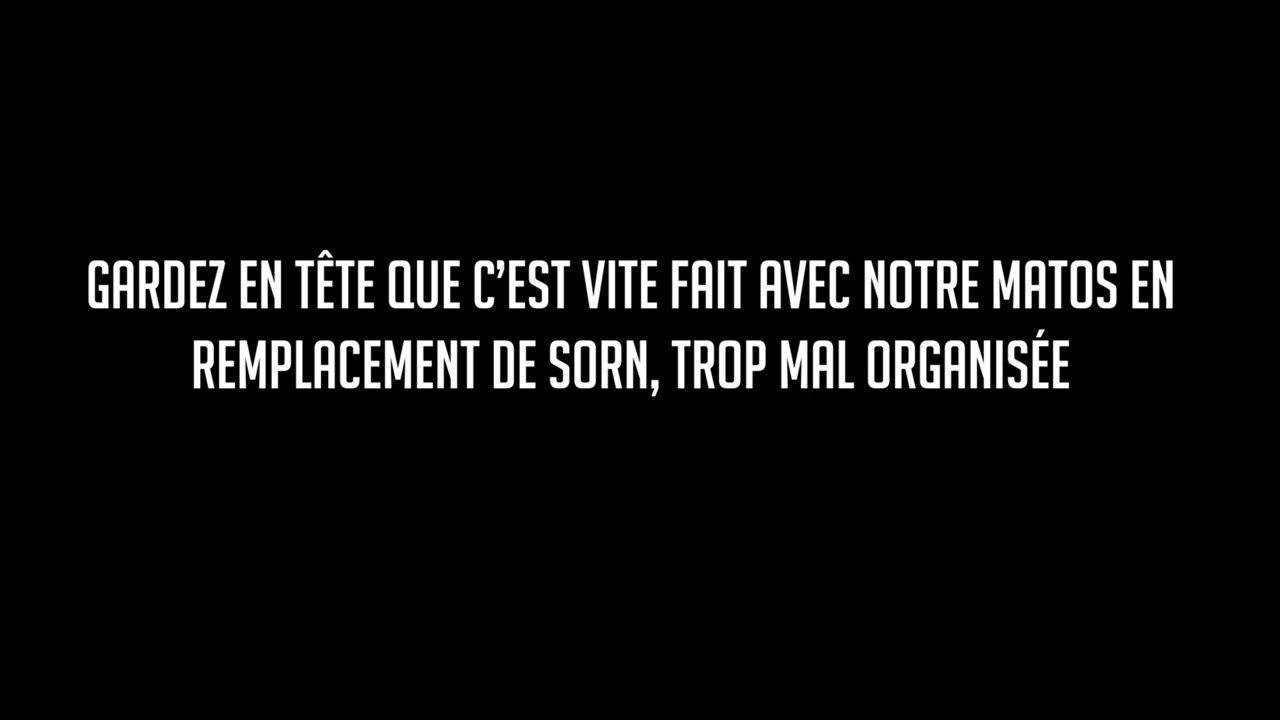 GARDEZ EN TÊTE QUE C’EST VITE FAIT AVEC NOTRE MATOS EN
REMPLACEMENT DE SORN, TROP MAL ORGANISÉE